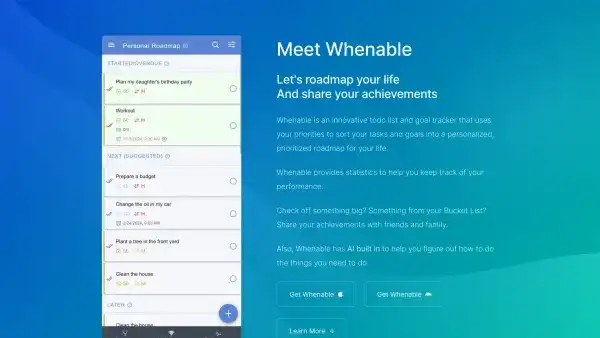 Personal Roadmap
STARTED/OVERDUE
Plan my daughter's birthday party
H
Workout
H
NEXT (SUGGESTED)
Prepare a budget
H
Change the oil in my car
H
Plant a tree in the front yard
M
Clean the house
M
LATER
Clean the house
Meet Whenable
Let's roadmap your life
And share your achievements
Whenable is an innovative todo list and goal tracker that uses
your priorities to sort your tasks and goals into a personalized,
prioritized roadmap for your life.
Whenable provides statistics to help you keep track of your
performance.
Check off something big? Something from your Bucket List?
Share your achievements with friends and family.
Also, Whenable has AI built in to help you figure out how to do
the things you need to do.
Get Whenable
Get Whenable
Learn More